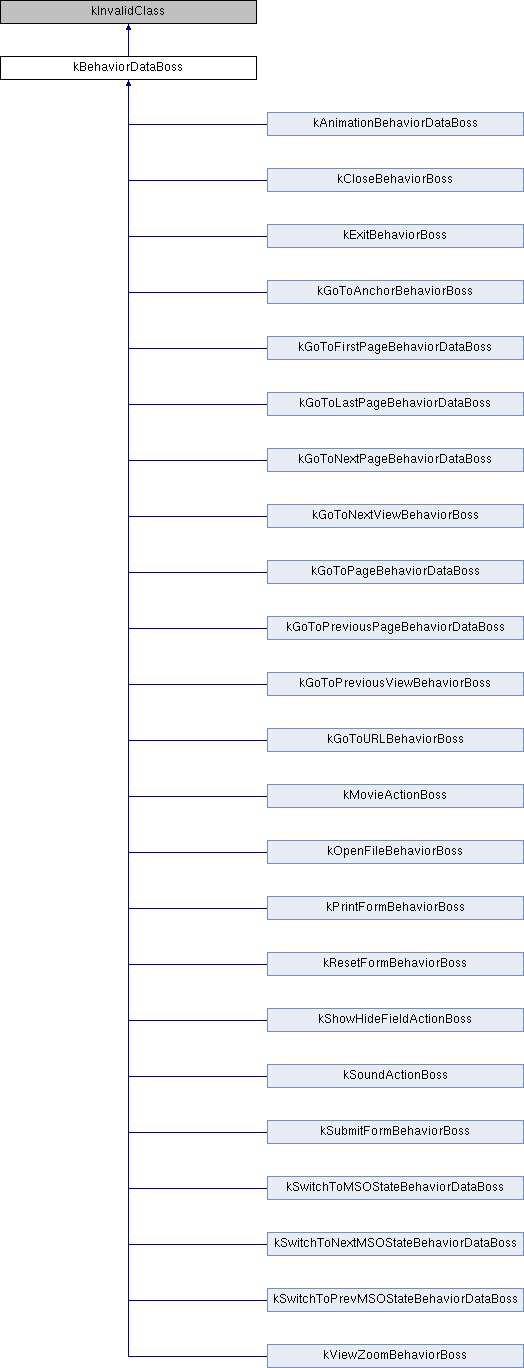 kInvalidClass
kBehaviorDataBoss
kAnimationBehaviorDataBoss
kCloseBehaviorBoss
kExitBehaviorBoss
kGoToAnchorBehaviorBoss
kGoToFirstPageBehaviorDataBoss
kGoToLastPageBehaviorDataBoss
kGoToNextPageBehaviorDataBoss
kGoToNextViewBehaviorBoss
kGoToPageBehaviorDataBoss
kGoToPreviousPageBehaviorDataBoss
kGoToPreviousViewBehaviorBoss
kGoToURLBehaviorBoss
kMovieActionBoss
kOpenFileBehaviorBoss
kPrintFormBehaviorBoss
kResetFormBehaviorBoss
kShowHideFieldActionBoss
kSoundActionBoss
kSubmitFormBehaviorBoss
kSwitchToMSOStateBehaviorDataBoss
kSwitchToNextMSOStateBehaviorDataBoss
kSwitchToPrevMSOStateBehaviorDataBoss
kViewZoomBehaviorBoss